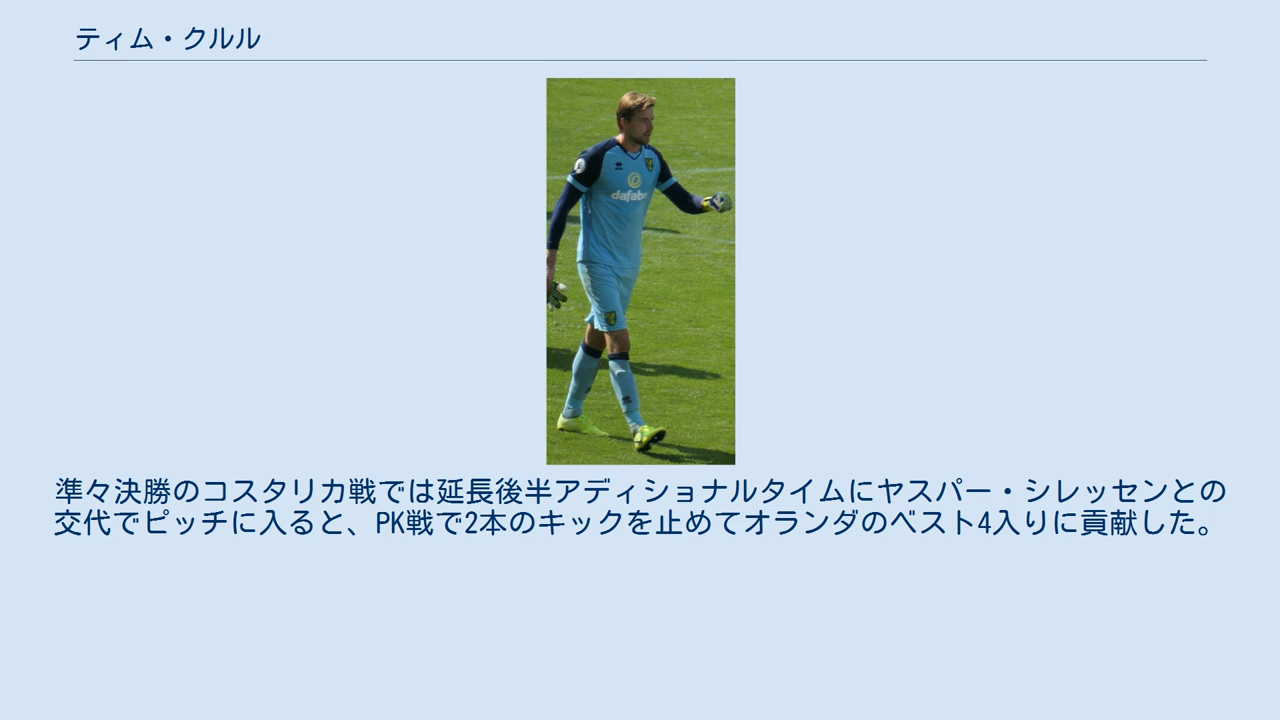 ティム・クルル
dafabe
準々決勝のコスタリカ戦では延長後半アディショナルタイムにヤスパー・シレッセンとの
交代でピッチに入ると、PK戦で2本のキックを止めてオランダのベスト4入りに貢献した。